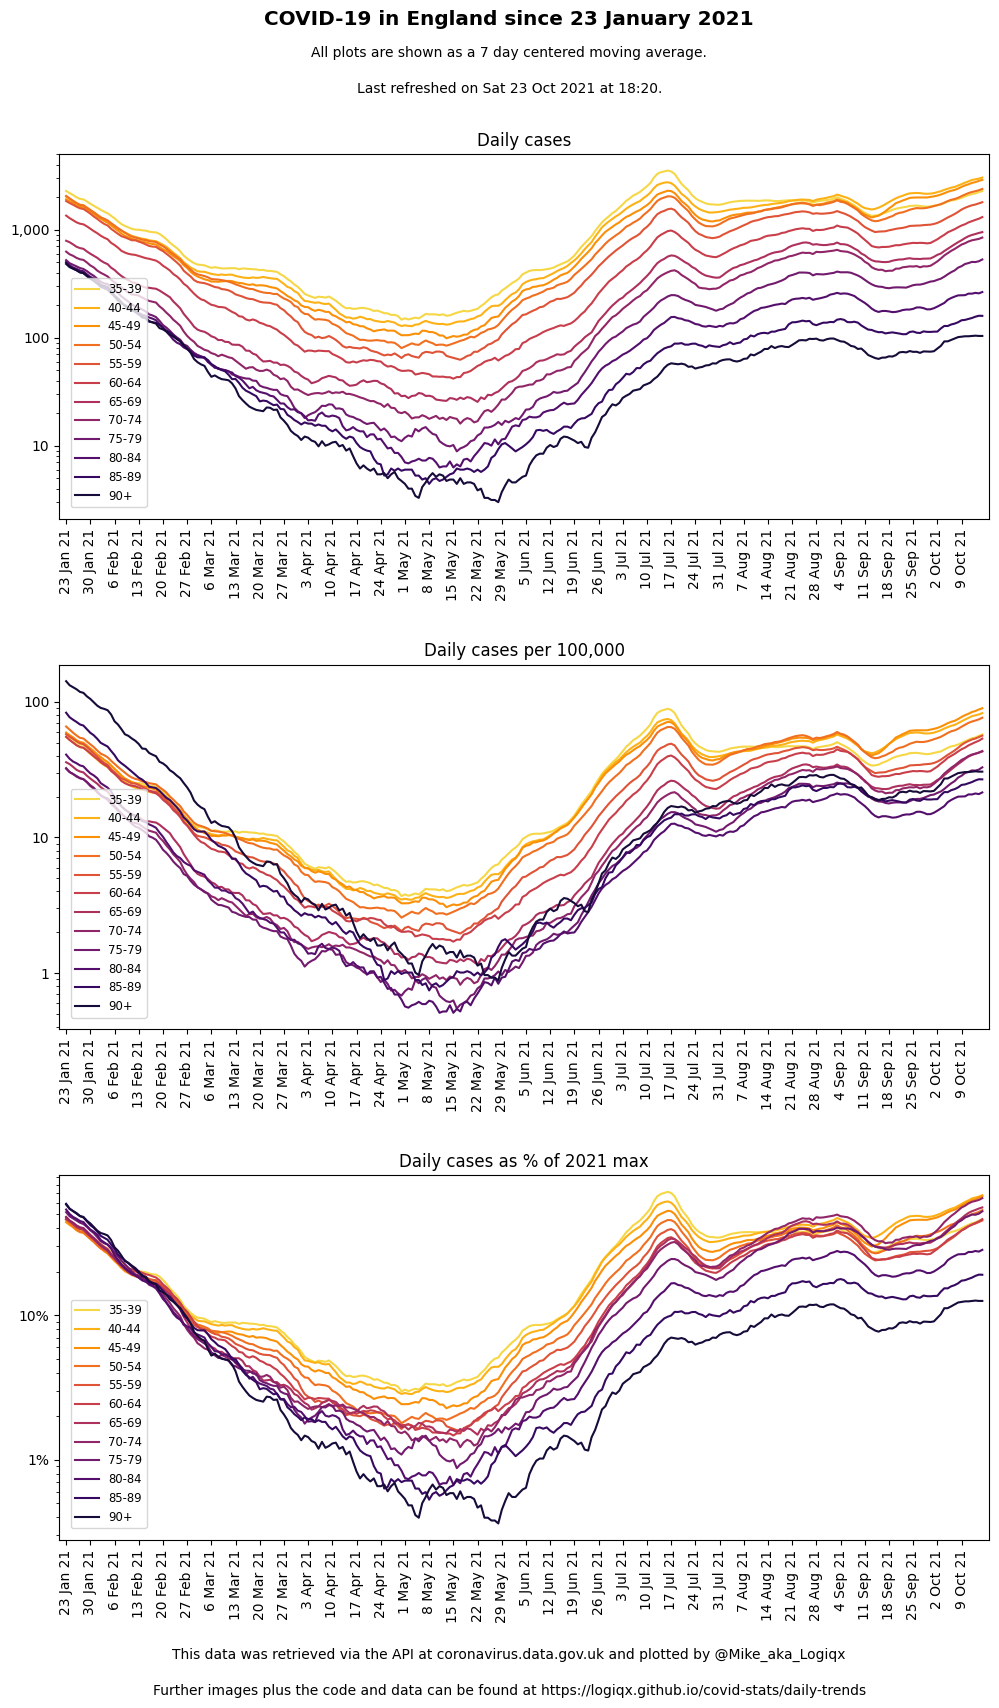 COVID-19 in England since 23 January 2021
All plots are shown as a 7 day centered moving average.
Last refreshed on Sat 23 Oct 2021 at 18:20.
Daily cases
1,000
100
10
35-39
40-44
45-49
50-54
55-59
60-64
65-69
70-74
75-79
80-84
85-89
90+
23 Jan 21
30 Jan 21
6 Feb 21
13 Feb 21
20 Feb 21
27 Feb 21
6 Mar 21
13 Mar 21
20 Mar 21
27 Mar 21
3 Apr 21
10 Apr 21
17 Apr 21
24 Apr 21
1 May 21
8 May 21
15 May 21
22 May 21
29 May 21
5 Jun 21
12 Jun 21
19 Jun 21
26 Jun 21
3 Jul 21
10 Jul 21
17 Jul 21
24 Jul 21
31 Jul 21
7 Aug 21
14 Aug 21
21 Aug 21
28 Aug 21
4 Sep 21
11 Sep 21
18 Sep 21
25 Sep 21
2 Oct 21
9 Oct 21
Daily cases per 100,000
100
10
1
35-39
40-44
45-49
50-54
55-59
60-64
65-69
70-74
75-79
80-84
85-89
90+
23 Jan 21
30 Jan 21
6 Feb 21
13 Feb 21
20 Feb 21
27 Feb 21
6 Mar 21
13 Mar 21
20 Mar 21
27 Mar 21
3 Apr 21
10 Apr 21
17 Apr 21
24 Apr 21
1 May 21
8 May 21
15 May 21
22 May 21
29 May 21
5 Jun 21
12 Jun 21
19 Jun 21
26 Jun 21
3 Jul 21
10 Jul 21
17 Jul 21
24 Jul 21
31 Jul 21
7 Aug 21
14 Aug 21
21 Aug 21
28 Aug 21
4 Sep 21
11 Sep 21
18 Sep 21
25 Sep 21
2 Oct 21
9 Oct 21
Daily cases as % of 2021 max
10%
1%
35-39
40-44
45-49
50-54
55-59
60-64
65-69
70-74
75-79
80-84
85-89
90+
23 Jan 21
30 Jan 21
6 Feb 21
13 Feb 21
20 Feb 21
27 Feb 21
6 Mar 21
13 Mar 21
20 Mar 21
27 Mar 21
3 Apr 21
10 Apr 21
17 Apr 21
24 Apr 21
1 May 21
8 May 21
15 May 21
22 May 21
29 May 21
5 Jun 21
12 Jun 21
19 Jun 21
26 Jun 21
3 Jul 21
10 Jul 21
17 Jul 21
24 Jul 21
31 Jul 21
7 Aug 21
14 Aug 21
21 Aug 21
28 Aug 21
4 Sep 21
11 Sep 21
18 Sep 21
25 Sep 21
2 Oct 21
9 Oct 21
This data was retrieved via the API at coronavirus.data.gov.uk and plotted by @Mike_aka_Logiqx
Further images plus the code and data can be found at https://logiqx.github.io/covid-stats/daily-trends